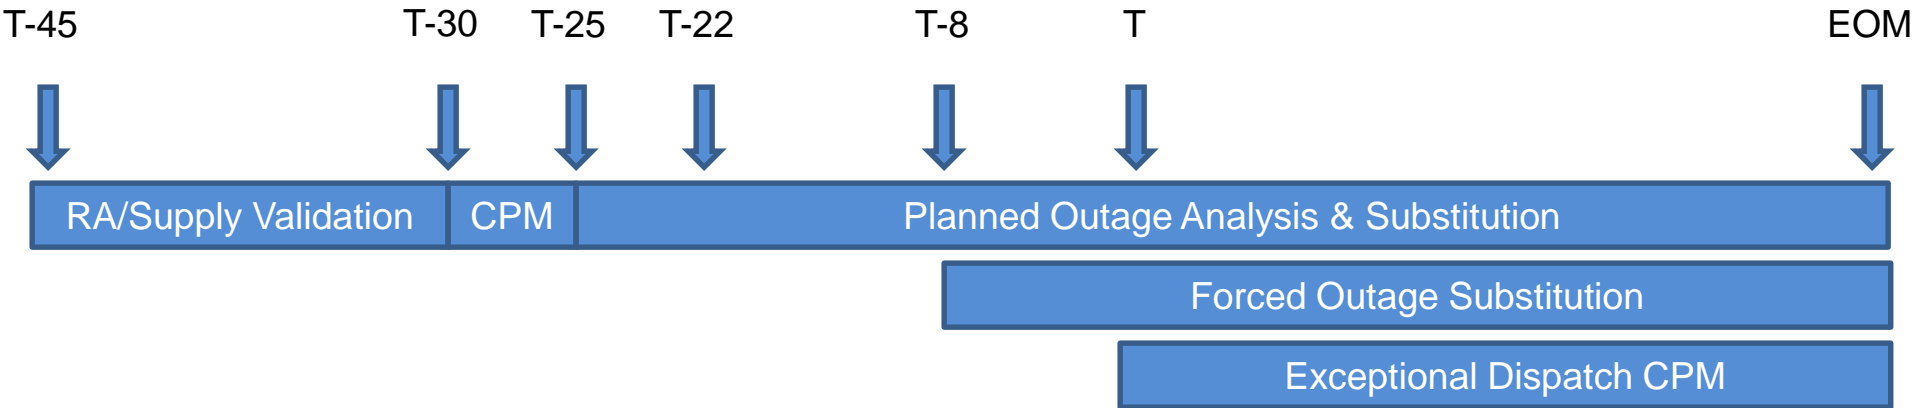 T-45 T-30 T-25 T-22 T-8 T EOM
RA/Supply Validation CPM Planned Outage Analysis & Substitution
Forced Outage Substitution
Exceptional Dispatch CPM